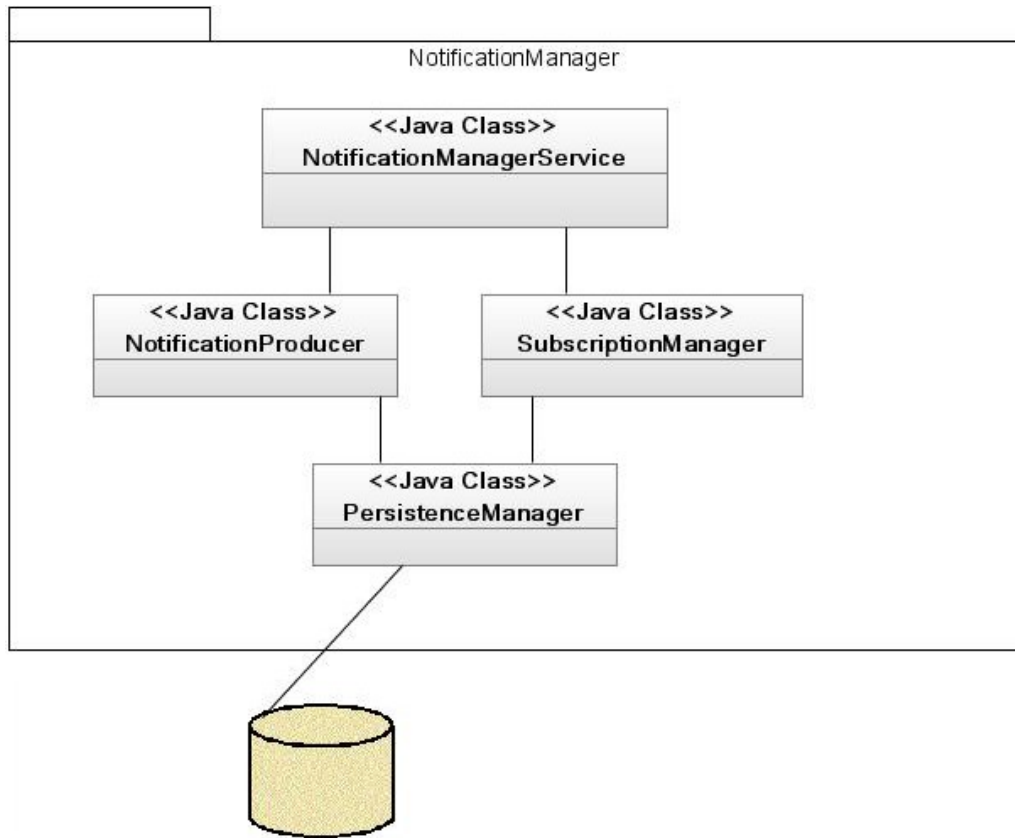 NotificationManager
<<Java Class>>
NotificationManagerService
<<Java Class>>
NotificationProducer
<<Java Class>>
SubscriptionManager
<<Java Class>>
PersistenceManager